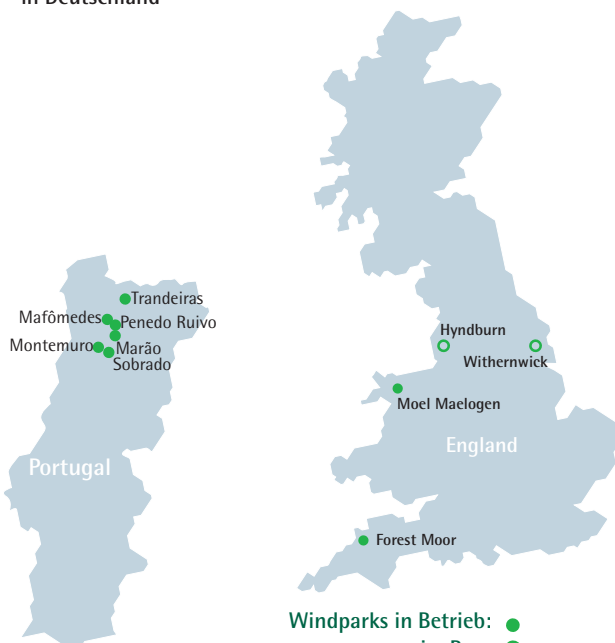 in Deutschland
Trandeiras
Mafômedes
Penedo Ruivo
Montemuro
Marão
Sobrado
Portugal
Hyndburn
Withernwick
Moel Maelogen
England
Forest Moor
Windparks in Betrieb: